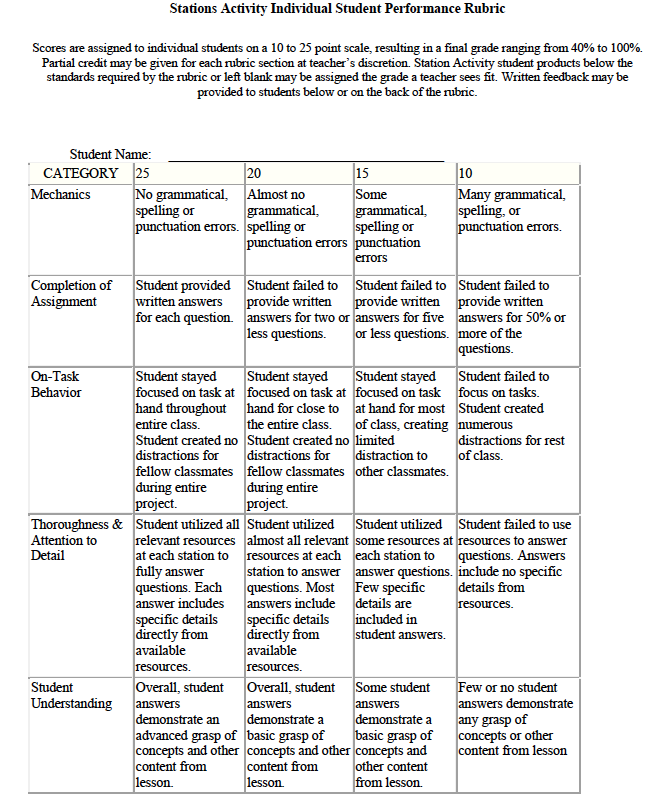 Stations Activity Individual Student Performance Rubric
Scores are assigned to individual students on a 10 to 25 point scale, resulting in a final grade ranging from 40% to 100%.
Partial credit may be given for each rubric section at teacher's discretion. Station Activity student products below the
standards required by the rubric or left blank may be assigned the grade a teacher sees fit. Written feedback may be
provided to students below or on the back of the rubric.
Student Name:
CATEGORY 25 20 15 10
Mechanics
No grammatical,
spelling or
punctuation errors.
Almost no
grammatical,
spelling or
punctuation errors
Some
grammatical,
spelling or
punctuation
errors
Many grammatical,
spelling, or
punctuation errors.
Completion of
Assignment
Student provided
written answers
for each question.
Student failed to
provide written
answers for two or
less questions.
Student failed to
provide written
answers for five
or less questions.
Student failed to
provide written
answers for 50% or
more of the
questions.
On-Task
Behavior
Student stayed
focused on task at
hand throughout
entire class.
Student created no
distractions for
fellow classmates
during entire
project.
Student stayed
focused on task at
hand for close to
the entire class.
Student created no
distractions for
fellow classmates
during entire
project.
Student stayed
focused on task
at hand for most
of class, creating
limited
distraction to
other classmates.
Student failed to
focus on tasks.
Student created
numerous
distractions for rest
of class.
Thoroughness &
Attention to
Detail
Student utilized all
relevant resources
at each station to
fully answer
questions. Each
answer includes
specific details
directly from
available
resources.
Student utilized
almost all relevant
resources at each
station to answer
questions. Most
answers include
specific details
directly from
available
resources.
Student utilized
some resources at
each station to
answer questions.
Few specific
details are
included in
student answers.
Student failed to use
resources to answer
questions. Answers
include no specific
details from
resources.
Student
Understanding
Overall, student
answers
demonstrate an
advanced grasp of
concepts and other
content from
lesson.
Overall, student
answers
demonstrate a
basic grasp of
concepts and other
content from
lesson.
Some student
answers
demonstrate a
basic grasp of
concepts and
other content
from lesson.
Few or no student
answers demonstrate
any grasp of
concepts or other
content from lesson